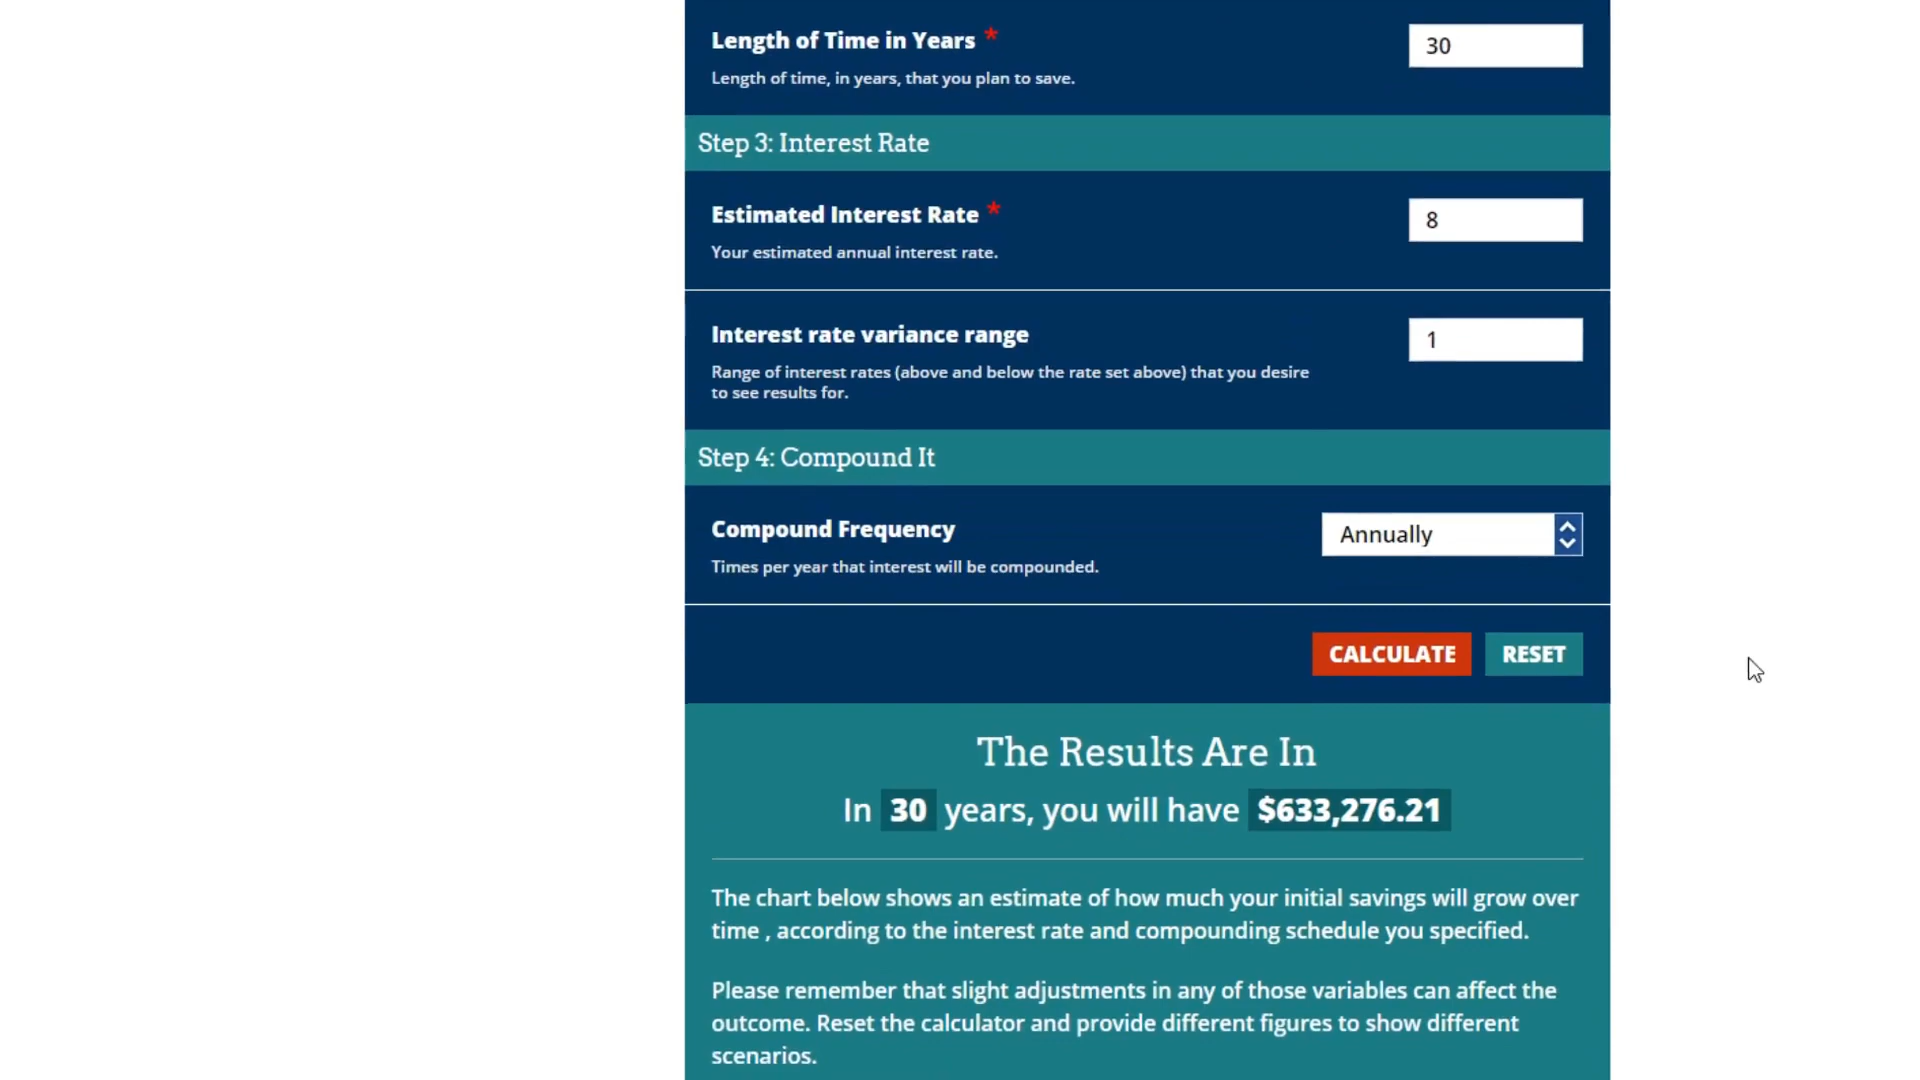 Length of Time in Years *
30
Length of time, in years, that you plan to save.
Step 3: Interest Rate
Estimated Interest Rate *
8
Your estimated annual interest rate.
Interest rate variance range
1
Range of interest rates (above and below the rate set above) that you desire
to see results for.
Step 4: Compound It
Compound Frequency
Annually
Times per year that interest will be compounded.
CALCULATE
RESET
The Results Are In
In 30 years, you will have $633,276.21
The chart below shows an estimate of how much your initial savings will grow over
time , according to the interest rate and compounding schedule you specified.
Please remember that slight adjustments in any of those variables can affect the
outcome. Reset the calculator and provide different figures to show different
scenarios.